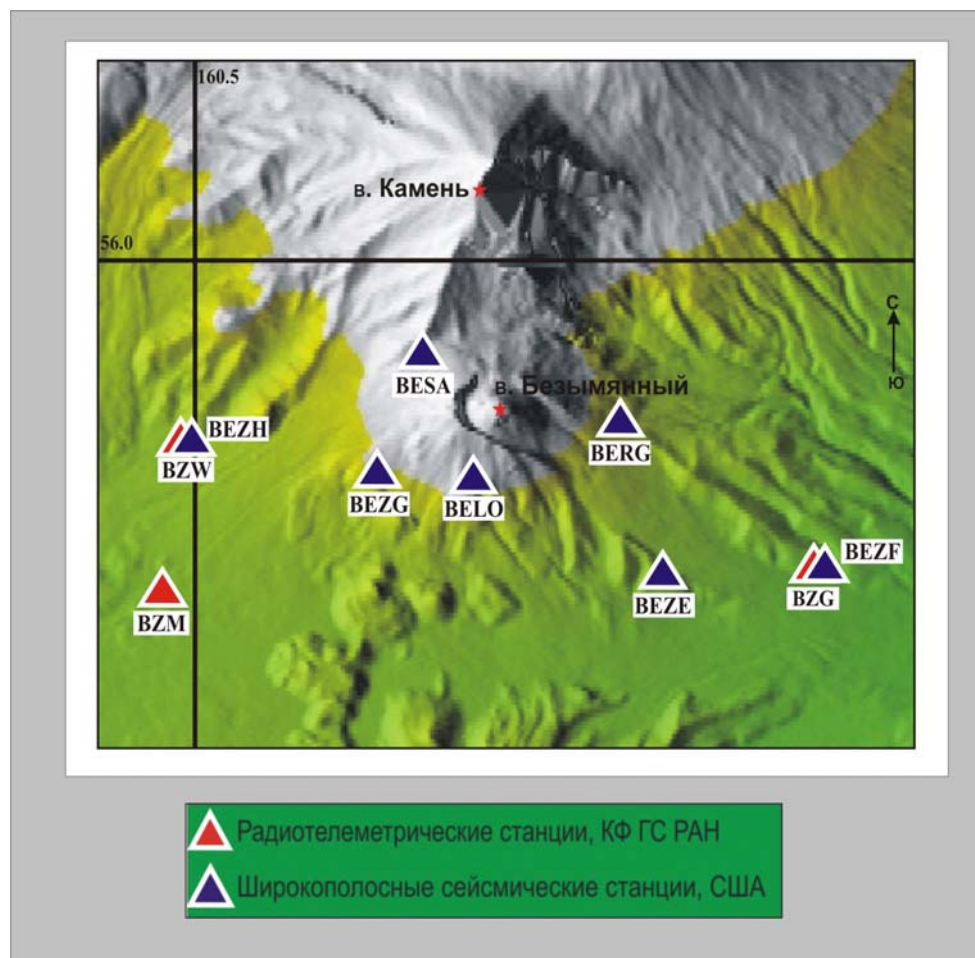 160.5
в. Камень
56.0
С
Ю
BESA
в. Безымянный
BEZH
BZW
BERG
BEZG
BELO
BEZF
BEZE
BZG
BZM
Радиотелеметрические станции, КФ ГС РАН
Широкополосные сейсмические станции, США